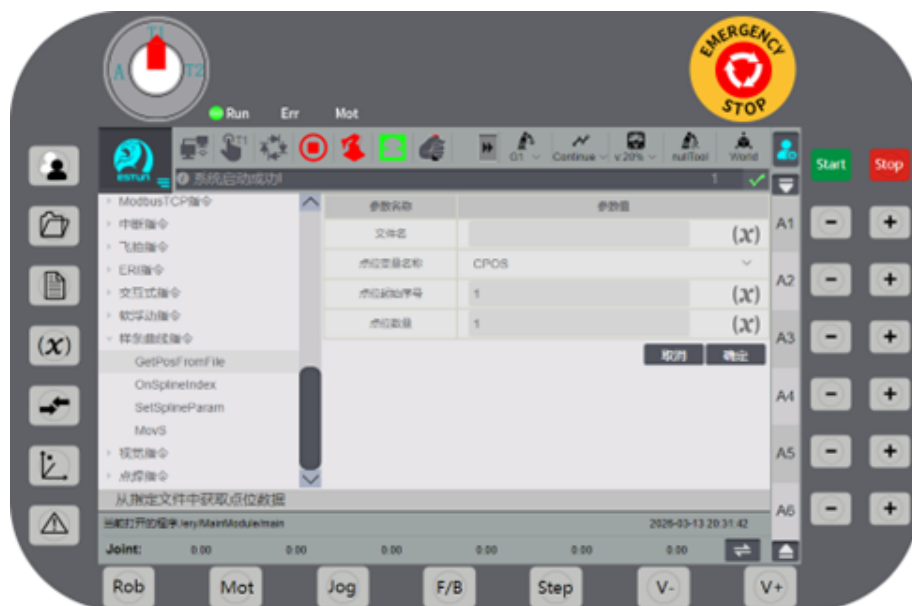 T1
A
T2
EMERGENCY
STOP
Run Err Mot
T1
G1 Continue v 20% nullTool World
ESTUN
系统启动成功! 1
Start Stop
ModbusTCP指令
中断指令
飞拍指令
ERI指令
交互式指令
软浮动指令
样条曲线指令
GetPosFromFile
OnSplineIndex
SetSplineParam
MovS
视觉指令
点焊指令
参数名称 参数值
文件名 (x)
点位变量名称 CPOS
点位起始序号 1 (x)
点位数量 1 (x)
取消 确定
A1 - +
A2 - +
A3 - +
A4 - +
A5 - +
A6 - +
(x)
从指定文件中获取点位数据
当前打开的程序:/ery/MainModule/main 2026-03-13 20:31:42
Joint: 0.00 0.00 0.00 0.00 0.00 0.00
Rob Mot Jog F/B Step V- V+